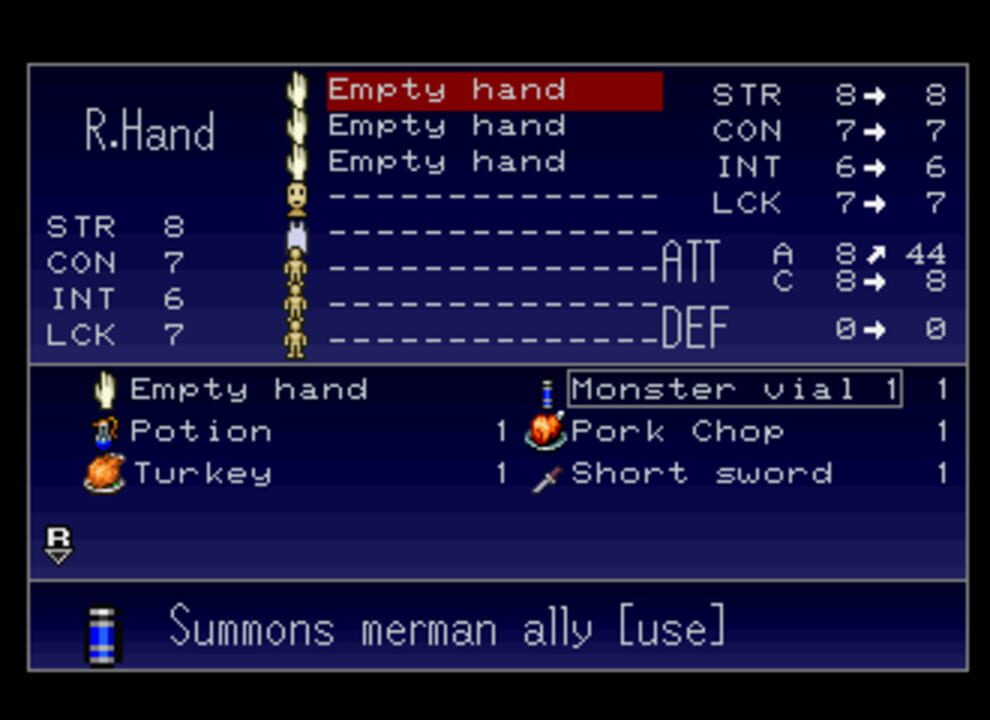 R.Hand
Empty hand
Empty hand
Empty hand
--------------
--------------
--------------
--------------
--------------
STR 8
CON 7
INT 6
LCK 7
STR 8→ 8
CON 7→ 7
INT 6→ 6
LCK 7→ 7
ATT A 8↗ 44
C 8→ 8
DEF 0→ 0
Empty hand
Monster vial 1 1
Potion 1
Pork Chop 1
Turkey 1
Short sword 1
R
Summons merman ally [use]